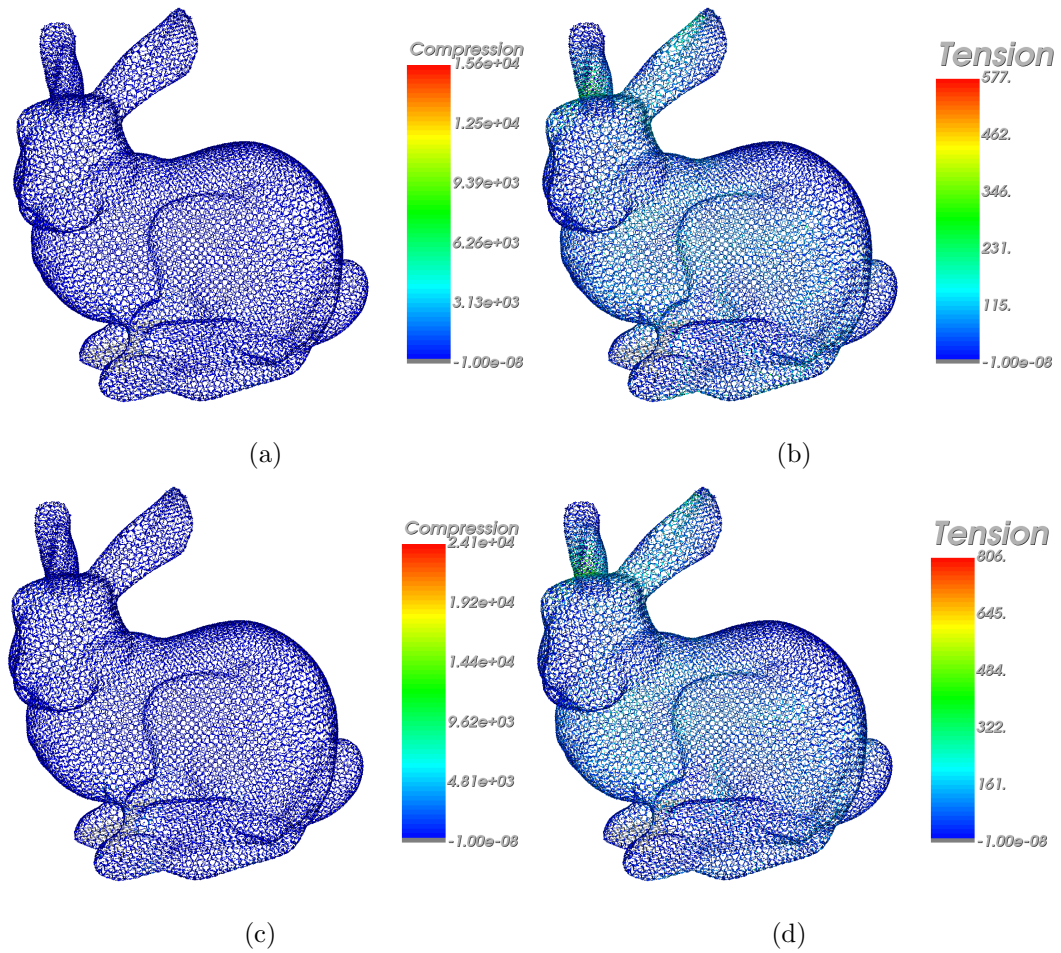 Compression
1.56e+04
1.25e+04
9.39e+03
6.26e+03
3.13e+03
-1.00e-08
(a)
Tension
577.
462.
346.
231.
115.
-1.00e-08
(b)
Compression
2.41e+04
1.92e+04
1.44e+04
9.62e+03
4.81e+03
-1.00e-08
(c)
Tension
806.
645.
484.
322.
161.
-1.00e-08
(d)